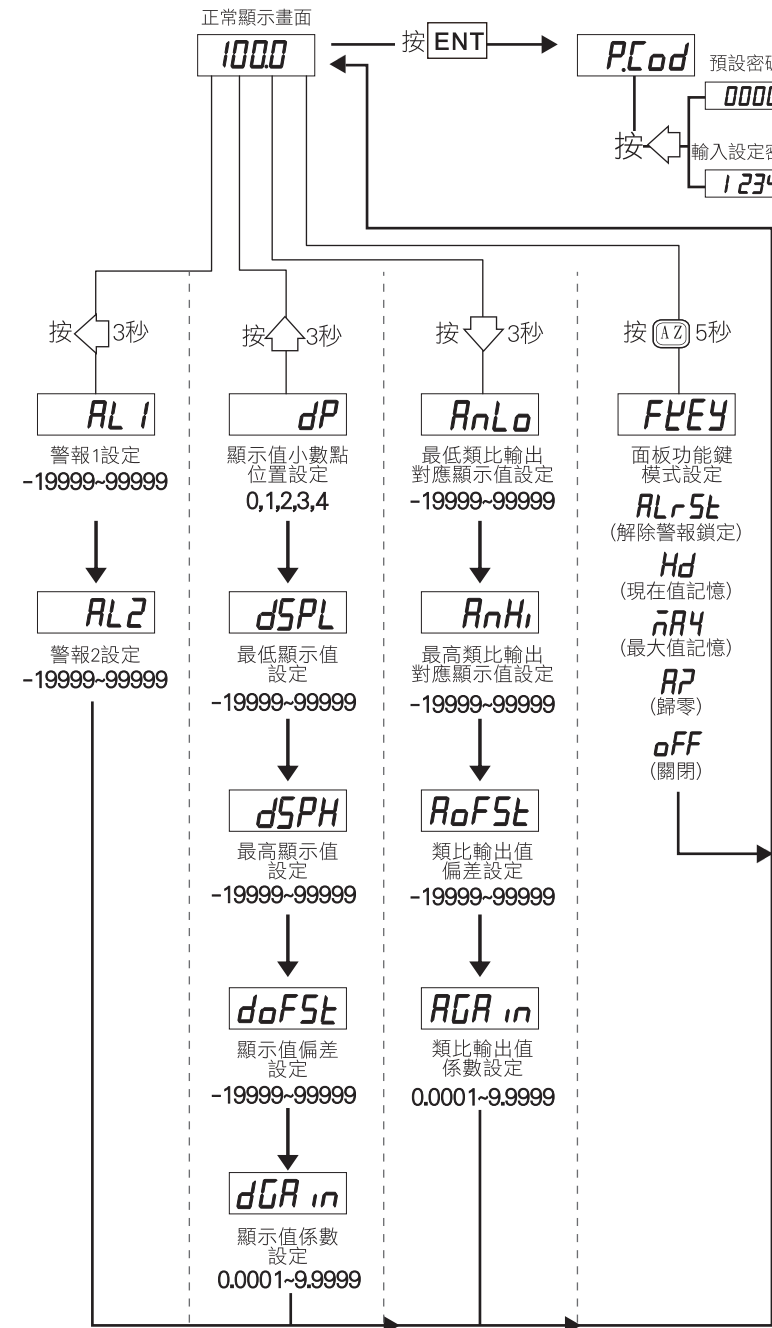 正常顯示畫面
100.0
按 ENT
P.Cod
預設密碼
0000
按
輸入設定密
1234
按 3秒
AL1
警報1設定
-19999~99999
AL2
警報2設定
-19999~99999
按 3秒
dP
顯示值小數點
位置設定
0,1,2,3,4
dSPL
最低顯示值
設定
-19999~99999
dSPH
最高顯示值
設定
-19999~99999
doFSt
顯示值偏差
設定
-19999~99999
dGAin
顯示值係數
設定
0.0001~9.9999
按 3秒
AnLo
最低類比輸出
對應顯示值設定
-19999~99999
AnHi
最高類比輸出
對應顯示值設定
-19999~99999
AoFSt
類比輸出值
偏差設定
-19999~99999
AGAin
類比輸出值
係數設定
0.0001~9.9999
按 AZ 5秒
FKEY
面板功能鍵
模式設定
ALrSt
(解除警報鎖定)
Hd
(現在值記憶)
(最大值記憶)
(歸零)
oFF
(關閉)